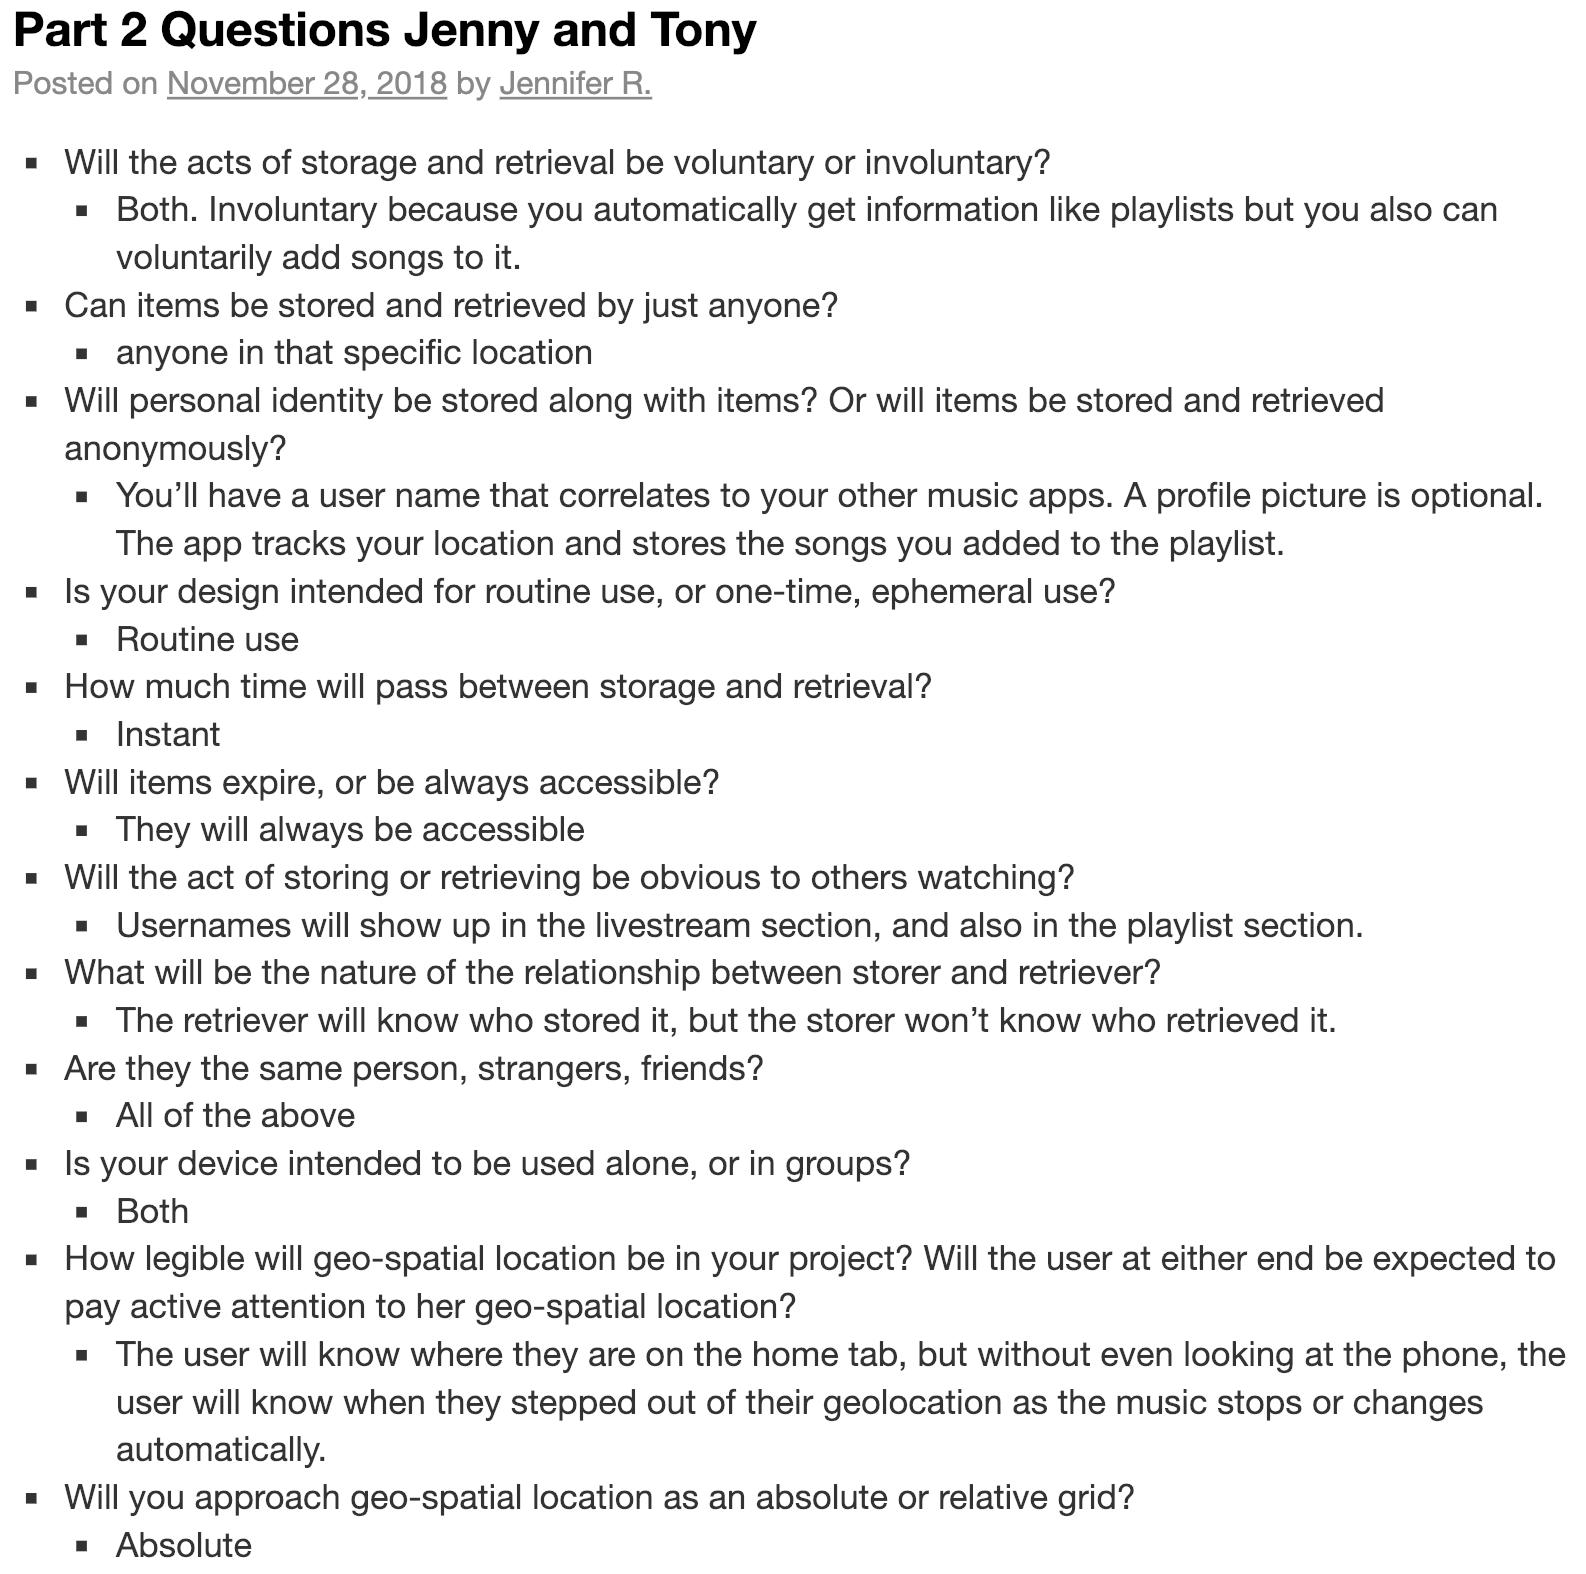 Part 2 Questions Jenny and Tony
Posted on November 28, 2018 by Jennifer R.
▪ Will the acts of storage and retrieval be voluntary or involuntary?
▪ Both. Involuntary because you automatically get information like playlists but you also can
voluntarily add songs to it.
▪ Can items be stored and retrieved by just anyone?
▪ anyone in that specific location
▪ Will personal identity be stored along with items? Or will items be stored and retrieved
anonymously?
▪ You’ll have a user name that correlates to your other music apps. A profile picture is optional.
The app tracks your location and stores the songs you added to the playlist.
▪ Is your design intended for routine use, or one-time, ephemeral use?
▪ Routine use
▪ How much time will pass between storage and retrieval?
▪ Instant
▪ Will items expire, or be always accessible?
▪ They will always be accessible
▪ Will the act of storing or retrieving be obvious to others watching?
▪ Usernames will show up in the livestream section, and also in the playlist section.
▪ What will be the nature of the relationship between storer and retriever?
▪ The retriever will know who stored it, but the storer won’t know who retrieved it.
▪ Are they the same person, strangers, friends?
▪ All of the above
▪ Is your device intended to be used alone, or in groups?
▪ Both
▪ How legible will geo-spatial location be in your project? Will the user at either end be expected to
pay active attention to her geo-spatial location?
▪ The user will know where they are on the home tab, but without even looking at the phone, the
user will know when they stepped out of their geolocation as the music stops or changes
automatically.
▪ Will you approach geo-spatial location as an absolute or relative grid?
▪ Absolute